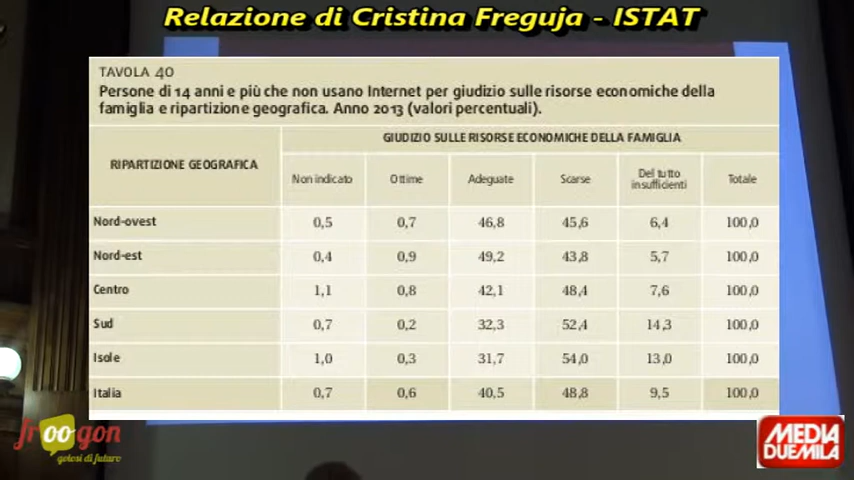 Relazione di Cristina Freguja - ISTAT
TAVOLA 40
Persone di 14 anni e più che non usano Internet per giudizio sulle risorse economiche della
famiglia e ripartizione geografica. Anno 2013 (valori percentuali).
RIPARTIZIONE GEOGRAFICA
GIUDIZIO SULLE RISORSE ECONOMICHE DELLA FAMIGLIA
Non indicato Ottime Adeguate Scarse Del tutto insufficienti Totale
Nord-ovest 0,5 0,7 46,8 45,6 6,4 100,0
Nord-est 0,4 0,9 49,2 43,8 5,7 100,0
Centro 1,1 0,8 42,1 48,4 7,6 100,0
Sud 0,7 0,2 32,3 52,4 14,3 100,0
Isole 1,0 0,3 31,7 54,0 13,0 100,0
Italia 0,7 0,6 40,5 48,8 9,5 100,0
froogon
golosi di futuro
MEDIA
DUEMILA